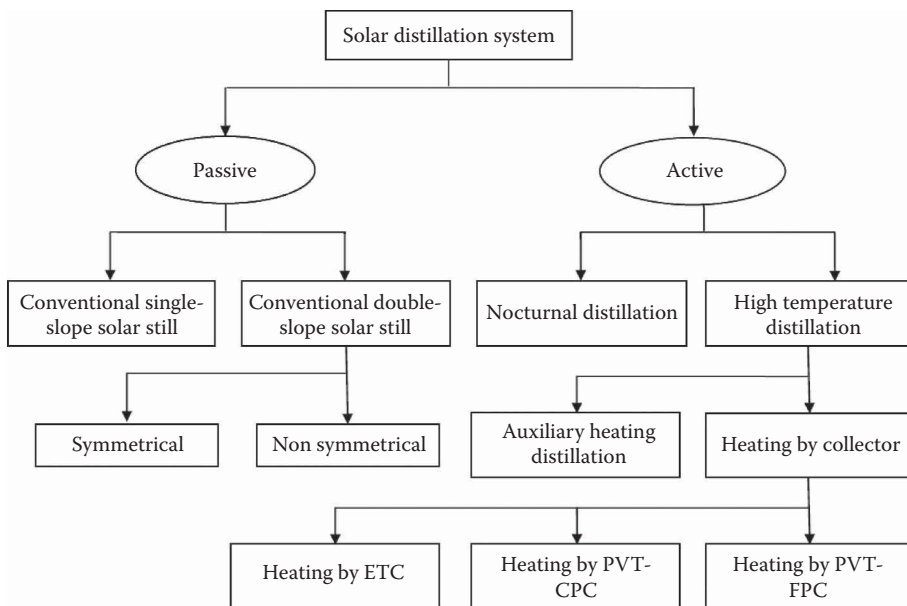 Solar distillation system
Passive
Active
Conventional single-
slope solar still
Conventional double-
slope solar still
Nocturnal distillation
High temperature
distillation
Symmetrical
Non symmetrical
Auxiliary heating
distillation
Heating by collector
Heating by ETC
Heating by PVT-
CPC
Heating by PVT-
FPC